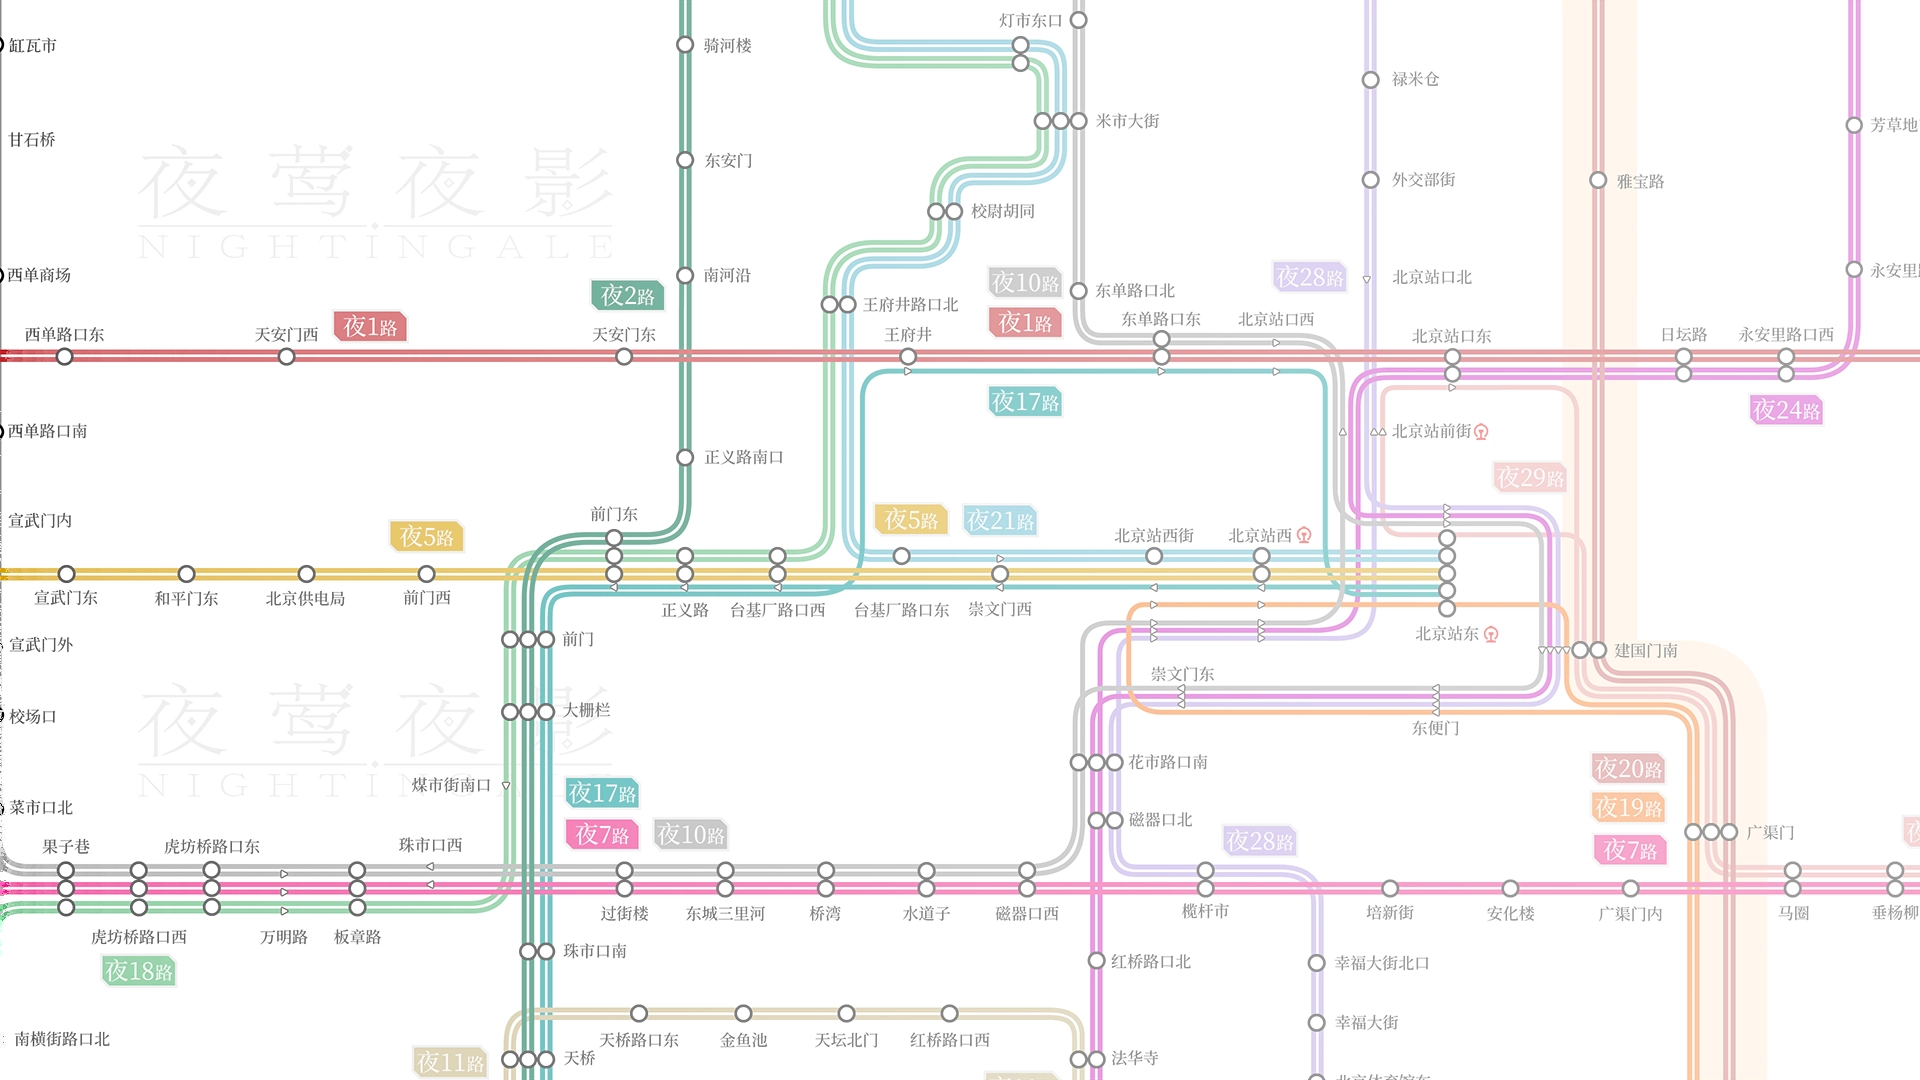 灯市东口
缸瓦市
骑河楼
禄米仓
米市大街
芳草地
甘石桥
夜莺夜影
NIGHTINGALE
东安门
外交部街
雅宝路
校尉胡同
西单商场
南河沿
夜10路
东单路口北
夜28路
北京站口北
永安里
夜2路
王府井路口北
西单路口东
天安门西
夜1路
天安门东
王府井
夜1路
东单路口东
北京站口西
北京站口东
日坛路
永安里路口西
夜17路
夜24路
西单路口南
北京站前街
正义路南口
夜29路
宣武门内
前门东
夜5路
夜5路
夜21路
北京站西街
北京站西
宣武门东
和平门东
北京供电局
前门西
正义路
台基厂路口西
台基厂路口东
崇文门西
北京站东
宣武门外
前门
建国门南
崇文门东
夜莺夜影
NIGHTINGALE
校场口
大栅栏
东便门
花市路口南
夜20路
煤市街南口
夜17路
夜19路
菜市口北
磁器口北
夜7路
夜10路
夜28路
广渠门
果子巷
虎坊桥路口东
珠市口西
夜7路
夜
过街楼
东城三里河
桥湾
水道子
磁器口西
榄杆市
培新街
安化楼
广渠门内
马圈
垂杨柳
虎坊桥路口西
万明路
板章路
夜18路
珠市口南
红桥路口北
幸福大街北口
南横街路口北
天桥路口东
金鱼池
天坛北门
红桥路口西
幸福大街
夜11路
天桥
法华寺